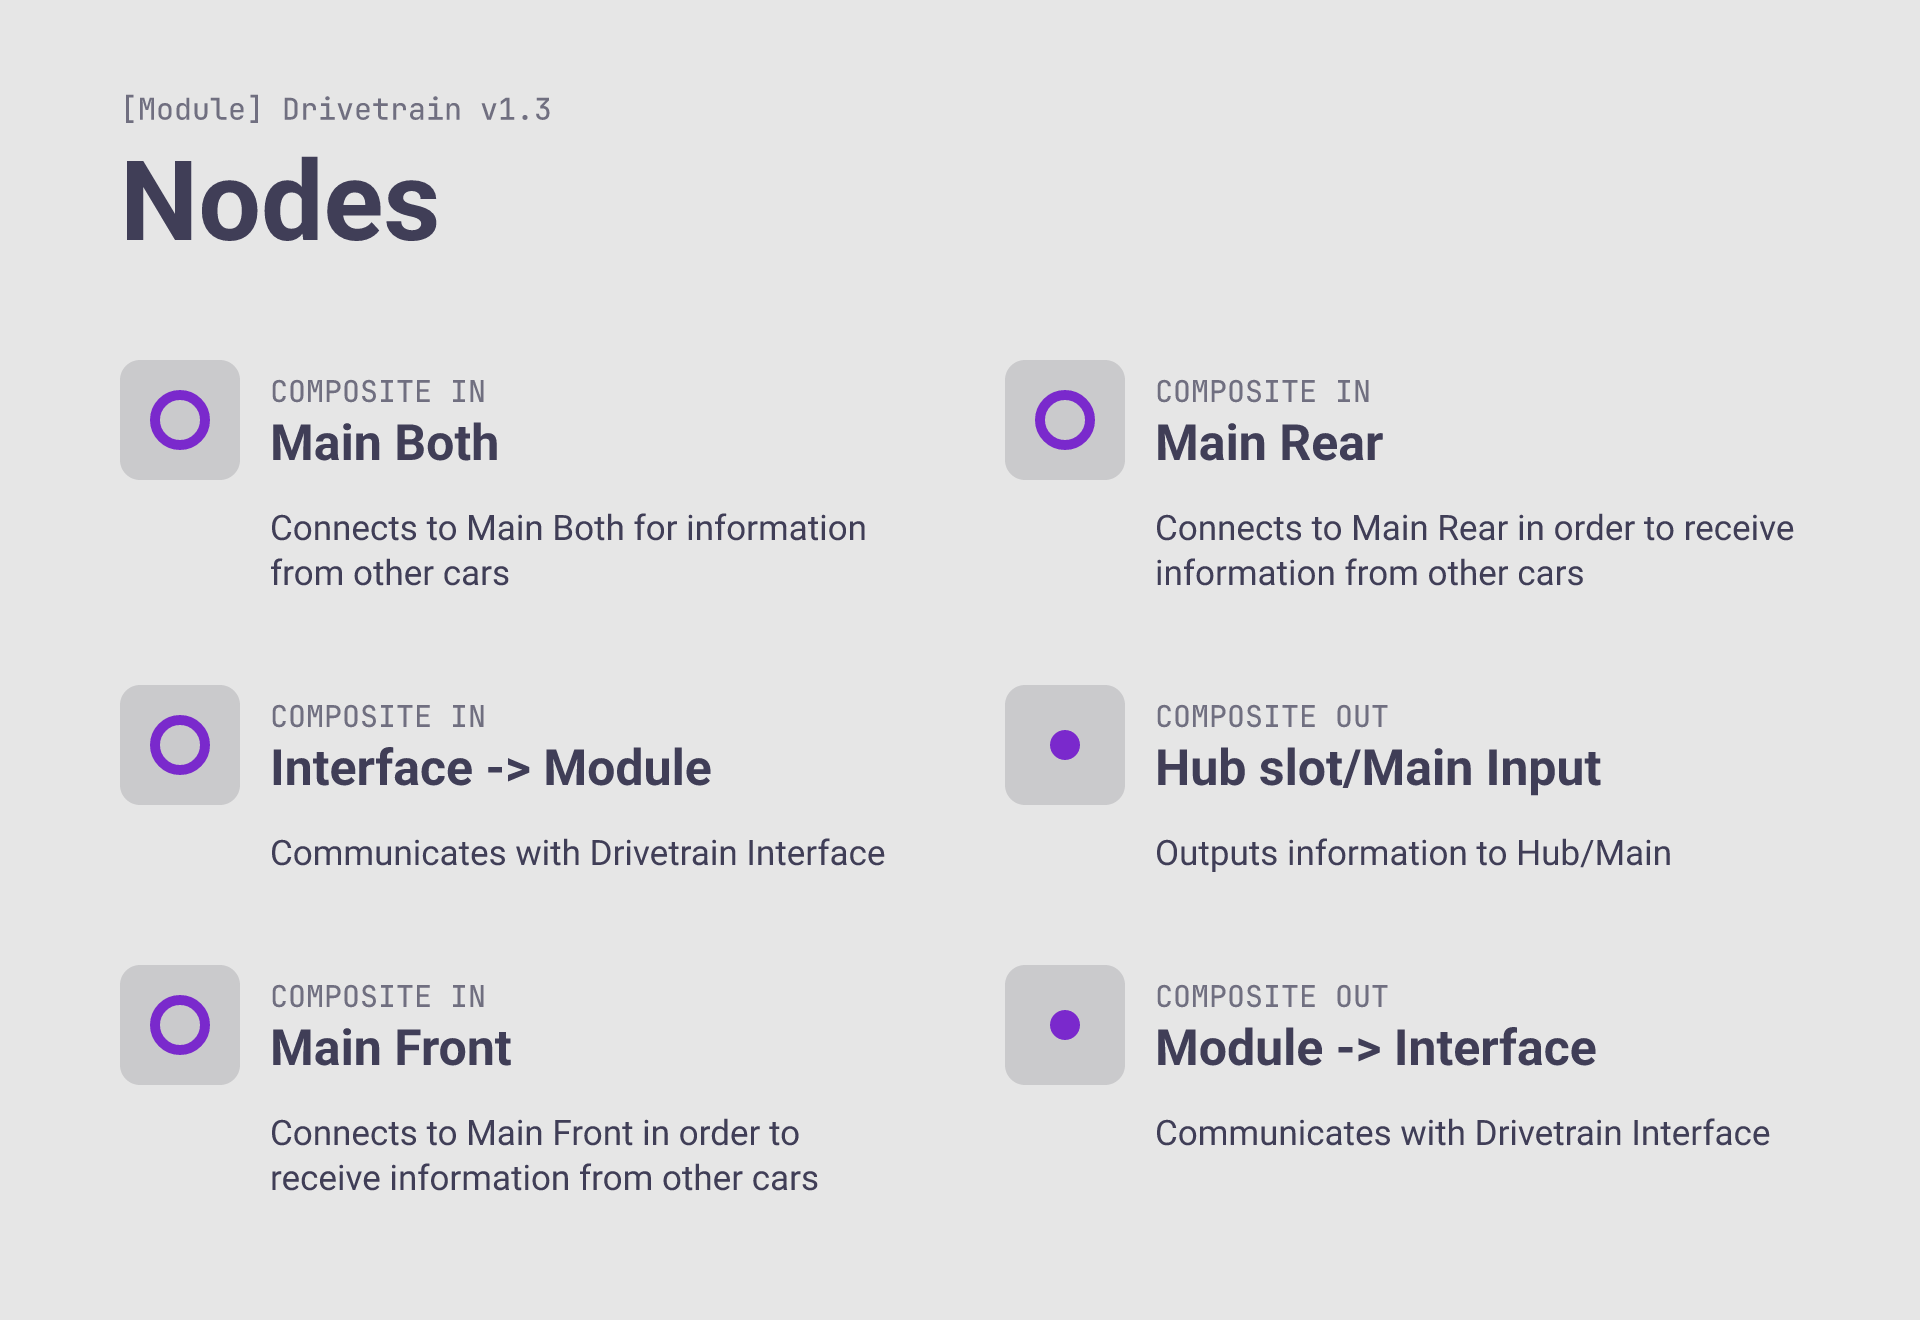 [Module] Drivetrain v1.3
Nodes
COMPOSITE IN
Main Both
Connects to Main Both for information
from other cars
COMPOSITE IN
Main Rear
Connects to Main Rear in order to receive
information from other cars
COMPOSITE IN
Interface -> Module
Communicates with Drivetrain Interface
COMPOSITE OUT
Hub slot/Main Input
Outputs information to Hub/Main
COMPOSITE IN
Main Front
Connects to Main Front in order to
receive information from other cars
COMPOSITE OUT
Module -> Interface
Communicates with Drivetrain Interface